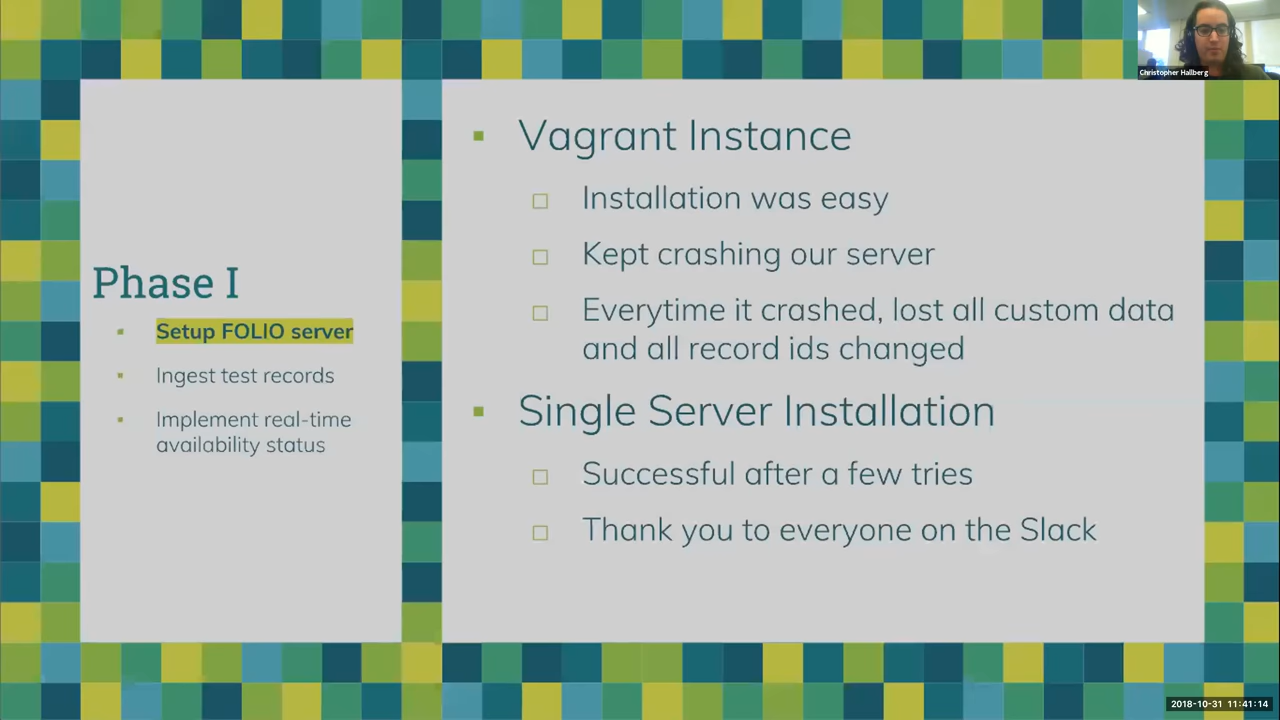 Christopher Hallberg
Phase I
Setup FOLIO server
Ingest test records
Implement real-time
availability status
Vagrant Instance
Installation was easy
Kept crashing our server
Everytime it crashed, lost all custom data
and all record ids changed
Single Server Installation
Successful after a few tries
Thank you to everyone on the Slack
2018-10-31 11:41:14